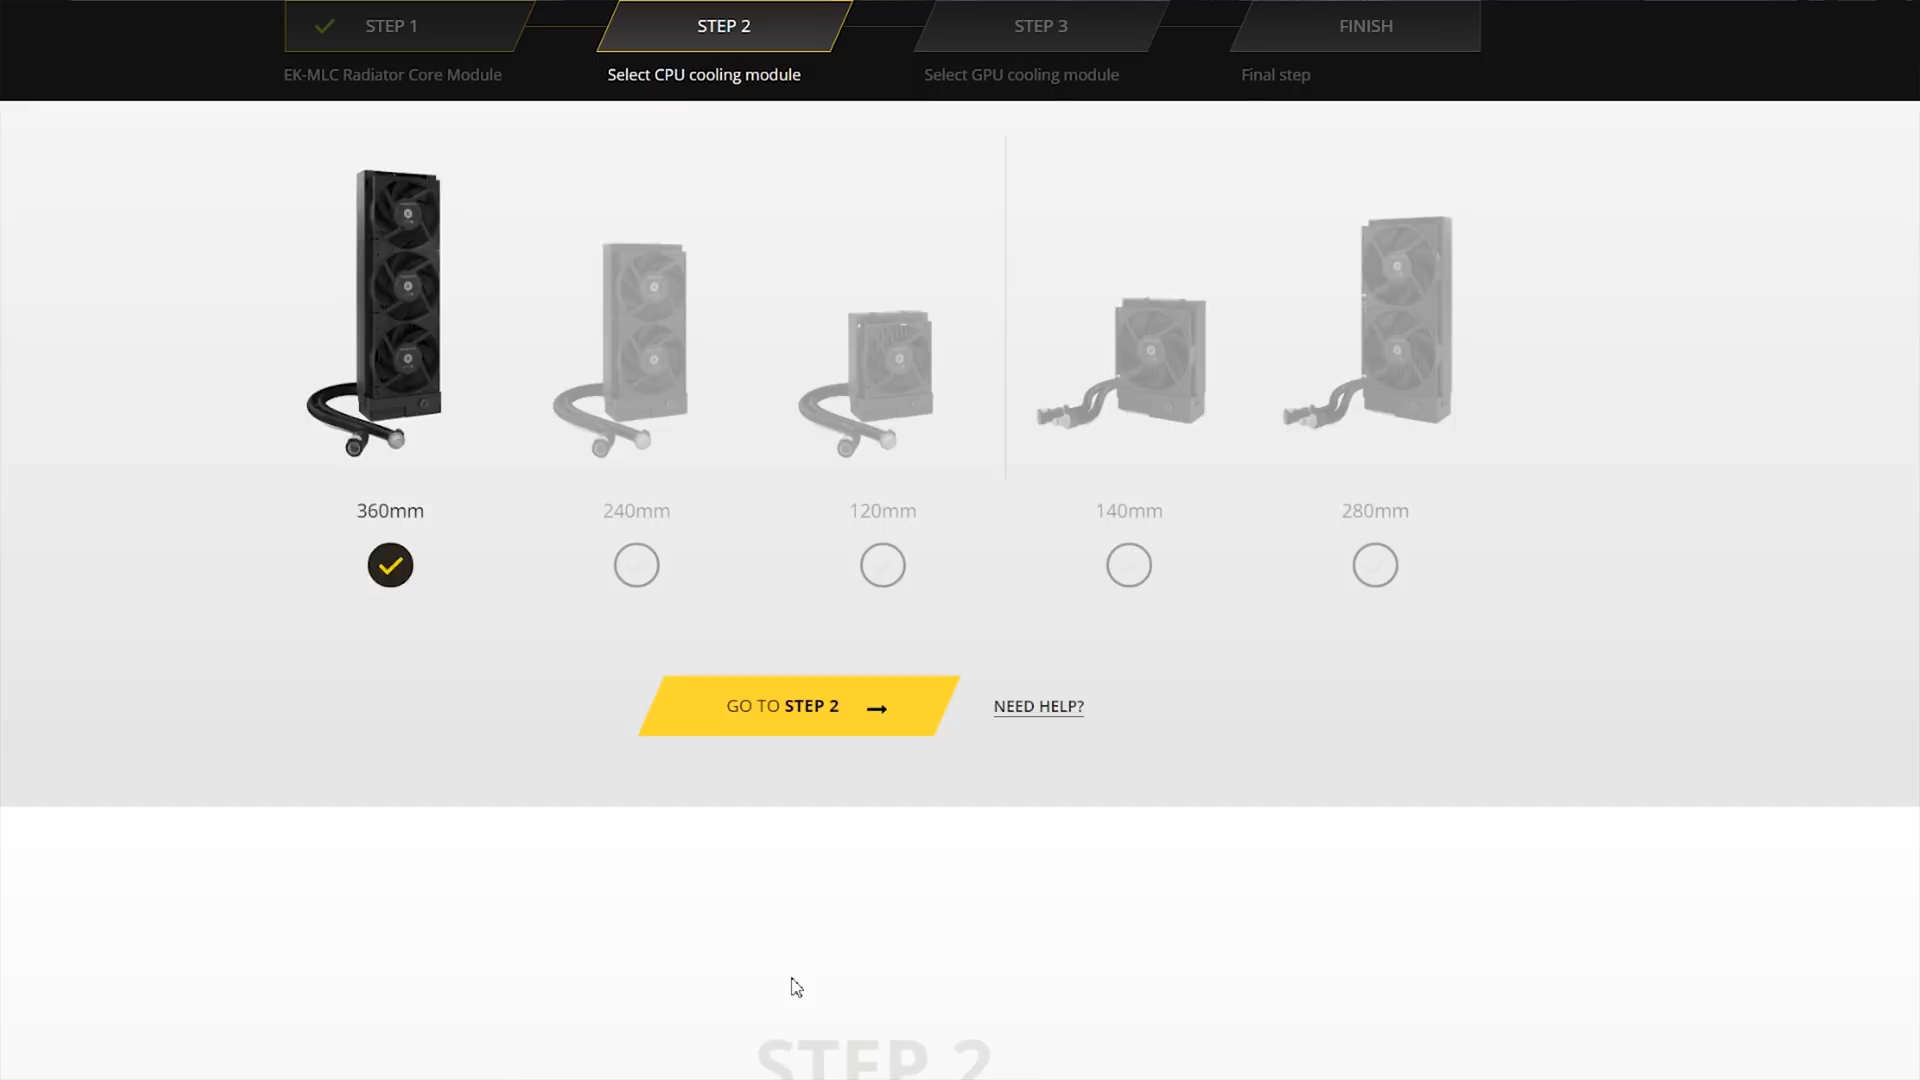 STEP 1
STEP 2
STEP 3
FINISH
EK-MLC Radiator Core Module
Select CPU cooling module
Select GPU cooling module
Final step
360mm
240mm
120mm
140mm
280mm
GO TO STEP 2
NEED HELP?
STEP 2